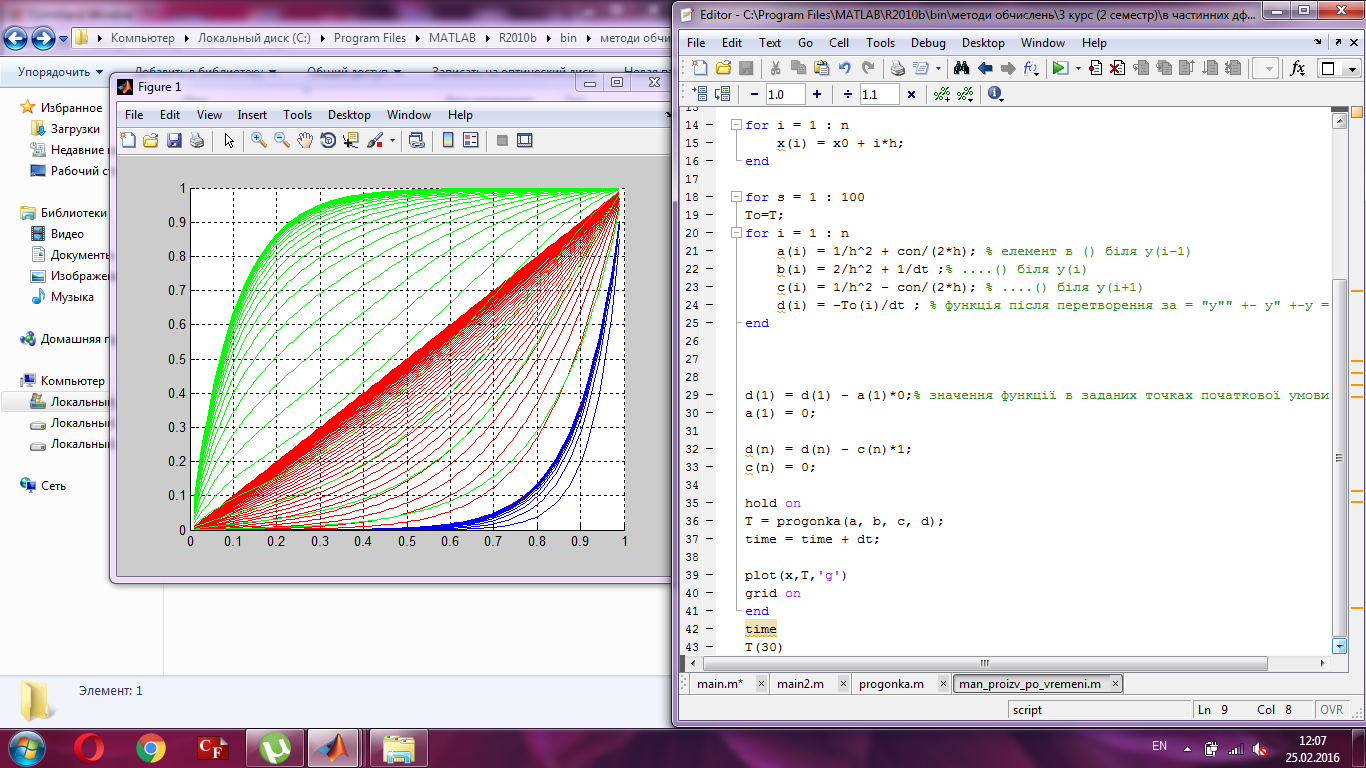 Компьютер
Локальный диск (C:)
Program Files
MATLAB
R2010b
bin
методи обчи
Упорядочить
Избранное
Загрузки
Недавние
Рабочий ст
Библиотеки
Видео
Документы
Изображен
Музыка
Домашняя г
Компьютер
Локальный
Локальный
Локальный
Сеть
Элемент: 1
Figure 1
File Edit View Insert Tools Desktop Window Help
1
0.9
0.8
0.7
0.6
0.5
0.4
0.3
0.2
0.1
0
0 0.1 0.2 0.3 0.4 0.5 0.6 0.7 0.8 0.9 1
Editor - C:\Program Files\MATLAB\R2010b\bin\методи обчислень\3 курс (2 семестр)\в частинних дф...
File Edit Text Go Cell Tools Debug Desktop Window Help
1.0
1.1
13
14 for i = 1 : n
15 x(i) = x0 + i*h;
16 end
17
18 for s = 1 : 100
19 To=T;
20 for i = 1 : n
21 a(i) = 1/h^2 + con/(2*h); % елемент в () біля y(i-1)
22 b(i) = 2/h^2 + 1/dt ;% ....() біля y(i)
23 c(i) = 1/h^2 - con/(2*h); % ....() біля y(i+1)
24 d(i) = -To(i)/dt ; % функція після перетворення за = "y"" +- y" +-y =
25 end
26
27
28
29 d(1) = d(1) - a(1)*0;% значення функції в заданих точках початкової умови
30 a(1) = 0;
31
32 d(n) = d(n) - c(n)*1;
33 c(n) = 0;
34
35 hold on
36 T = progonka(a, b, c, d);
37 time = time + dt;
38
39 plot(x,T,'g')
40 grid on
41 end
42 time
43 T(30)
main.m*
main2.m
progonka.m
man_proizv_po_vremeni.m
script
Ln 9 Col 8
OVR
CF
EN
12:07
25.02.2016